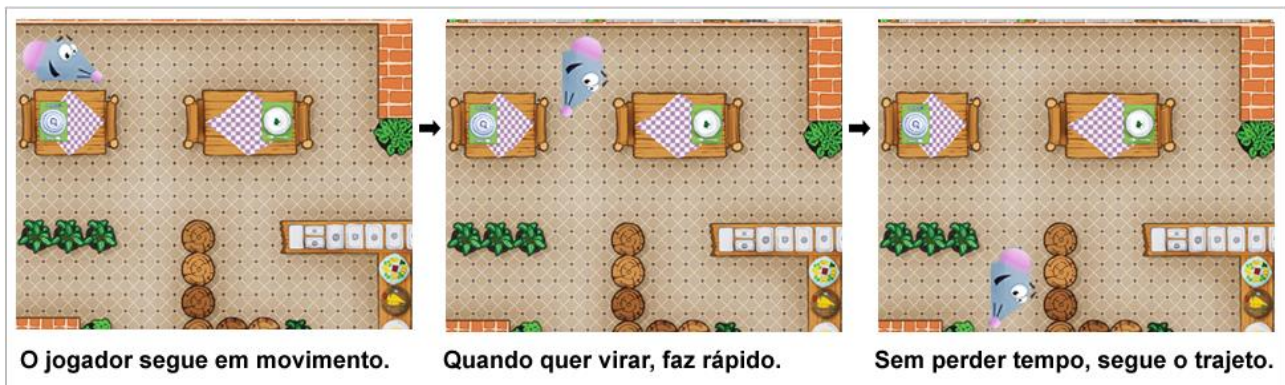 O jogador segue em movimento.
Quando quer virar, faz rápido.
Sem perder tempo, segue o trajeto.